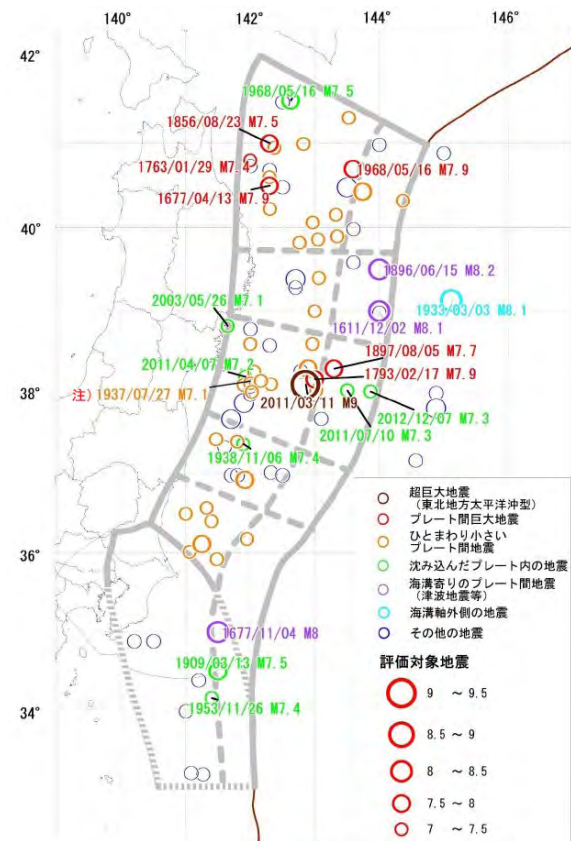 140° 142° 144° 146°
42°
1968/05/16 M7.5
1856/08/23 M7.5
1763/01/29 M7.4
1968/05/16 M7.9
1677/04/13 M7.9
40°
1896/06/15 M8.2
2003/05/26 M7.1
1933/03/03 M8.1
1611/12/02 M8.1
2011/04/07 M7.2
1897/08/05 M7.7
注）1937/07/27 M7.1
1793/02/17 M7.9
38°
2011/03/11 M9
2012/12/07 M7.3
2011/07/10 M7.3
1938/11/06 M7.4
36°
1677/11/04 M8
1909/03/13 M7.5
1953/11/26 M7.4
34°
超巨大地震
（東北地方太平洋沖型）
プレート間巨大地震
ひとまわり小さい
プレート間地震
沈み込んだプレート内の地震
海溝寄りのプレート間地震
（津波地震等）
海溝軸外側の地震
その他の地震
評価対象地震
9 ～ 9.5
8.5 ～ 9
8 ～ 8.5
7.5 ～ 8
7 ～ 7.5